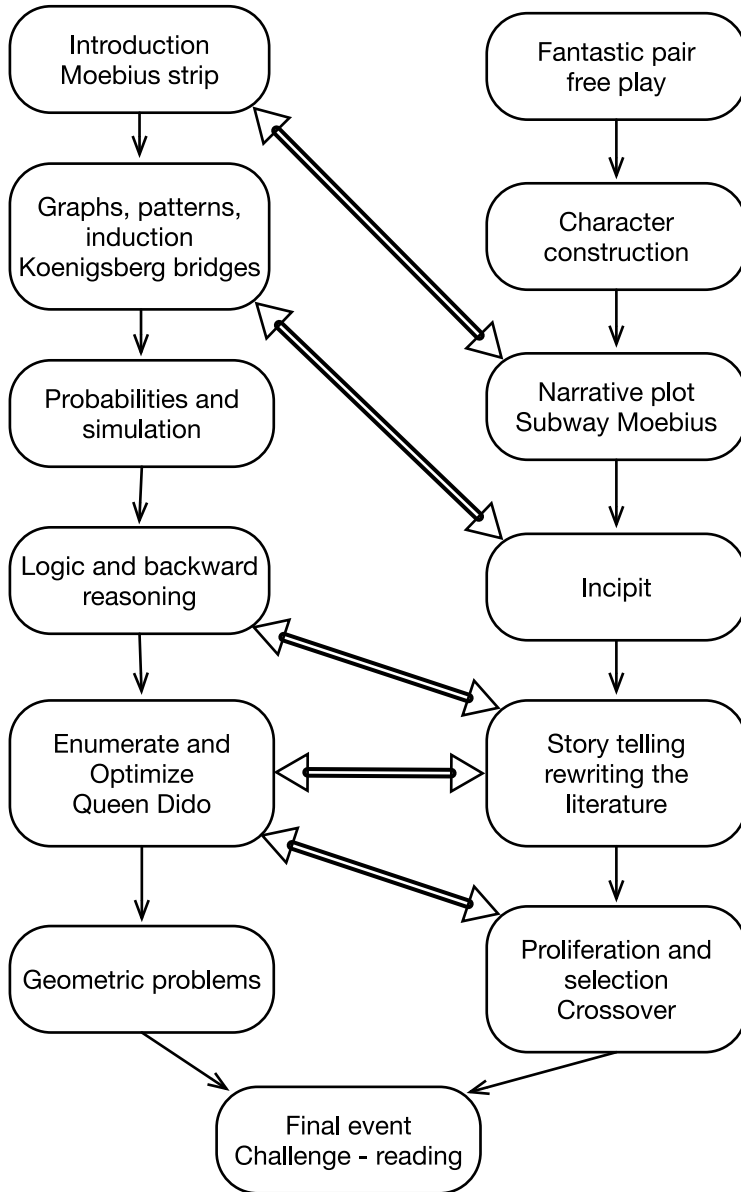 Introduction
Moebius strip
Fantastic pair
free play
Graphs, patterns,
induction
Koenigsberg bridges
Character
construction
Probabilities and
simulation
Narrative plot
Subway Moebius
Logic and backward
reasoning
Incipit
Enumerate and
Optimize
Queen Dido
Story telling
rewriting the
literature
Geometric problems
Proliferation and
selection
Crossover
Final event
Challenge - reading